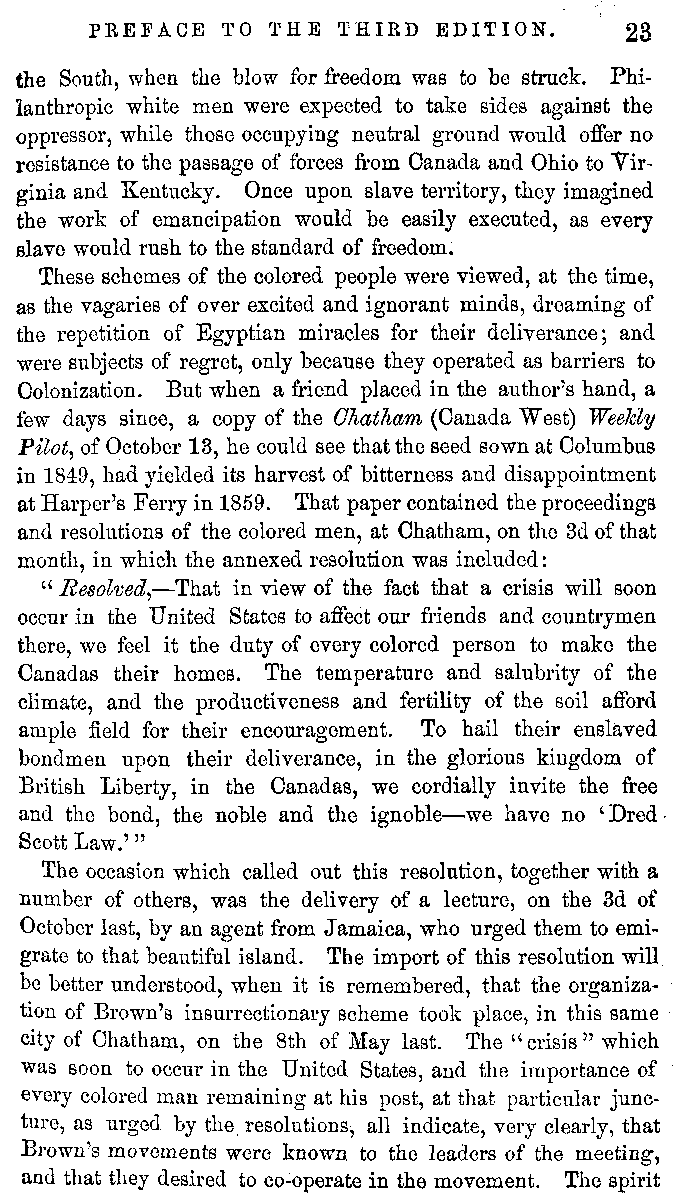 PREFACE TO THE THIRD EDITION. 23
the South, when the blow for freedom was to be struck. Phi-
lanthropic white men were expected to take sides against the
oppressor, while those occupying neutral ground would offer no
resistance to the passage of forces from Canada and Ohio to Vir-
ginia and Kentucky. Once upon slave territory, they imagined
the work of emancipation would be easily executed, as every
slave would rush to the standard of freedom.
These schemes of the colored people were viewed, at the time,
as the vagaries of over excited and ignorant minds, dreaming of
the repetition of Egyptian miracles for their deliverance; and
were subjects of regret, only because they operated as barriers to
Colonization. But when a friend placed in the author's hand, a
few days since, a copy of the Chatham (Canada West) Weekly
Pilot, of October 13, he could see that the seed sown at Columbus
in 1849, had yielded its harvest of bitterness and disappointment
at Harper's Ferry in 1859. That paper contained the proceedings
and resolutions of the colored men, at Chatham, on the 3d of that
month, in which the annexed resolution was included:
"Resolved,—That in view of the fact that a crisis will soon
occur in the United States to affect our friends and countrymen
there, we feel it the duty of every colored person to make the
Canadas their homes. The temperature and salubrity of the
climate, and the productiveness and fertility of the soil afford
ample field for their encouragement. To hail their enslaved
bondmen upon their deliverance, in the glorious kingdom of
British Liberty, in the Canadas, we cordially invite the free
and the bond, the noble and the ignoble—we have no 'Dred
Scott Law.'"
The occasion which called out this resolution, together with a
number of others, was the delivery of a lecture, on the 3d of
October last, by an agent from Jamaica, who urged them to emi-
grate to that beautiful island. The import of this resolution will
be better understood, when it is remembered, that the organiza-
tion of Brown's insurrectionary scheme took place, in this same
city of Chatham, on the 8th of May last. The "crisis" which
was soon to occur in the United States, and the importance of
every colored man remaining at his post, at that particular junc-
ture, as urged by the resolutions, all indicate, very clearly, that
Brown's movements were known to the leaders of the meeting,
and that they desired to co-operate in the movement. The spirit